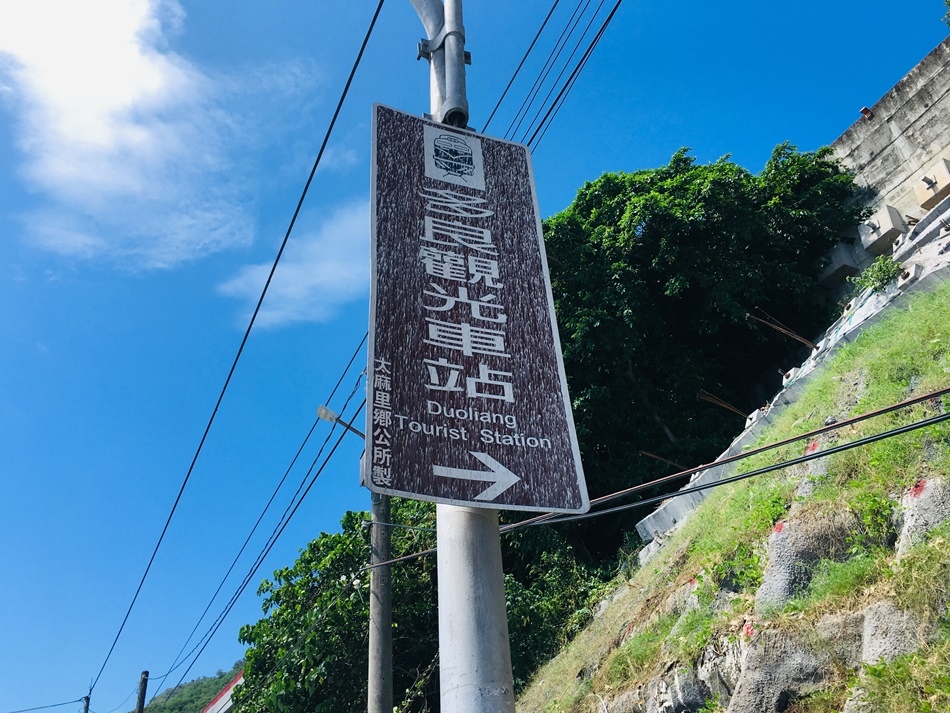 多良觀光車站
Duoliang
Tourist Station
太麻里鄉公所製